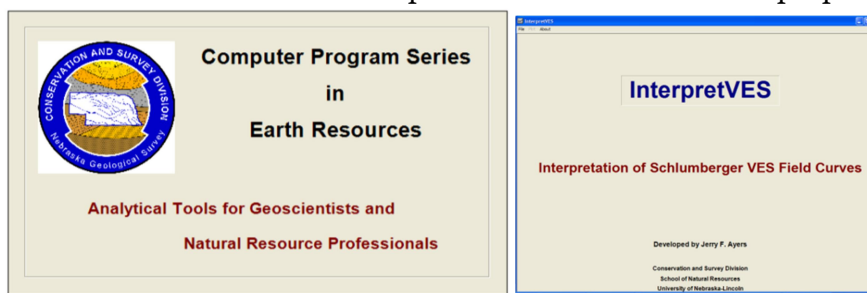 CONSERVATION AND SURVEY DIVISION
Nebraska Geological Survey
Computer Program Series
in
Earth Resources
Analytical Tools for Geoscientists and
Natural Resource Professionals
InterpretVES
File
About
InterpretVES
Interpretation of Schlumberger VES Field Curves
Developed by Jerry F. Ayers
Conservation and Survey Division
School of Natural Resources
University of Nebraska-Lincoln